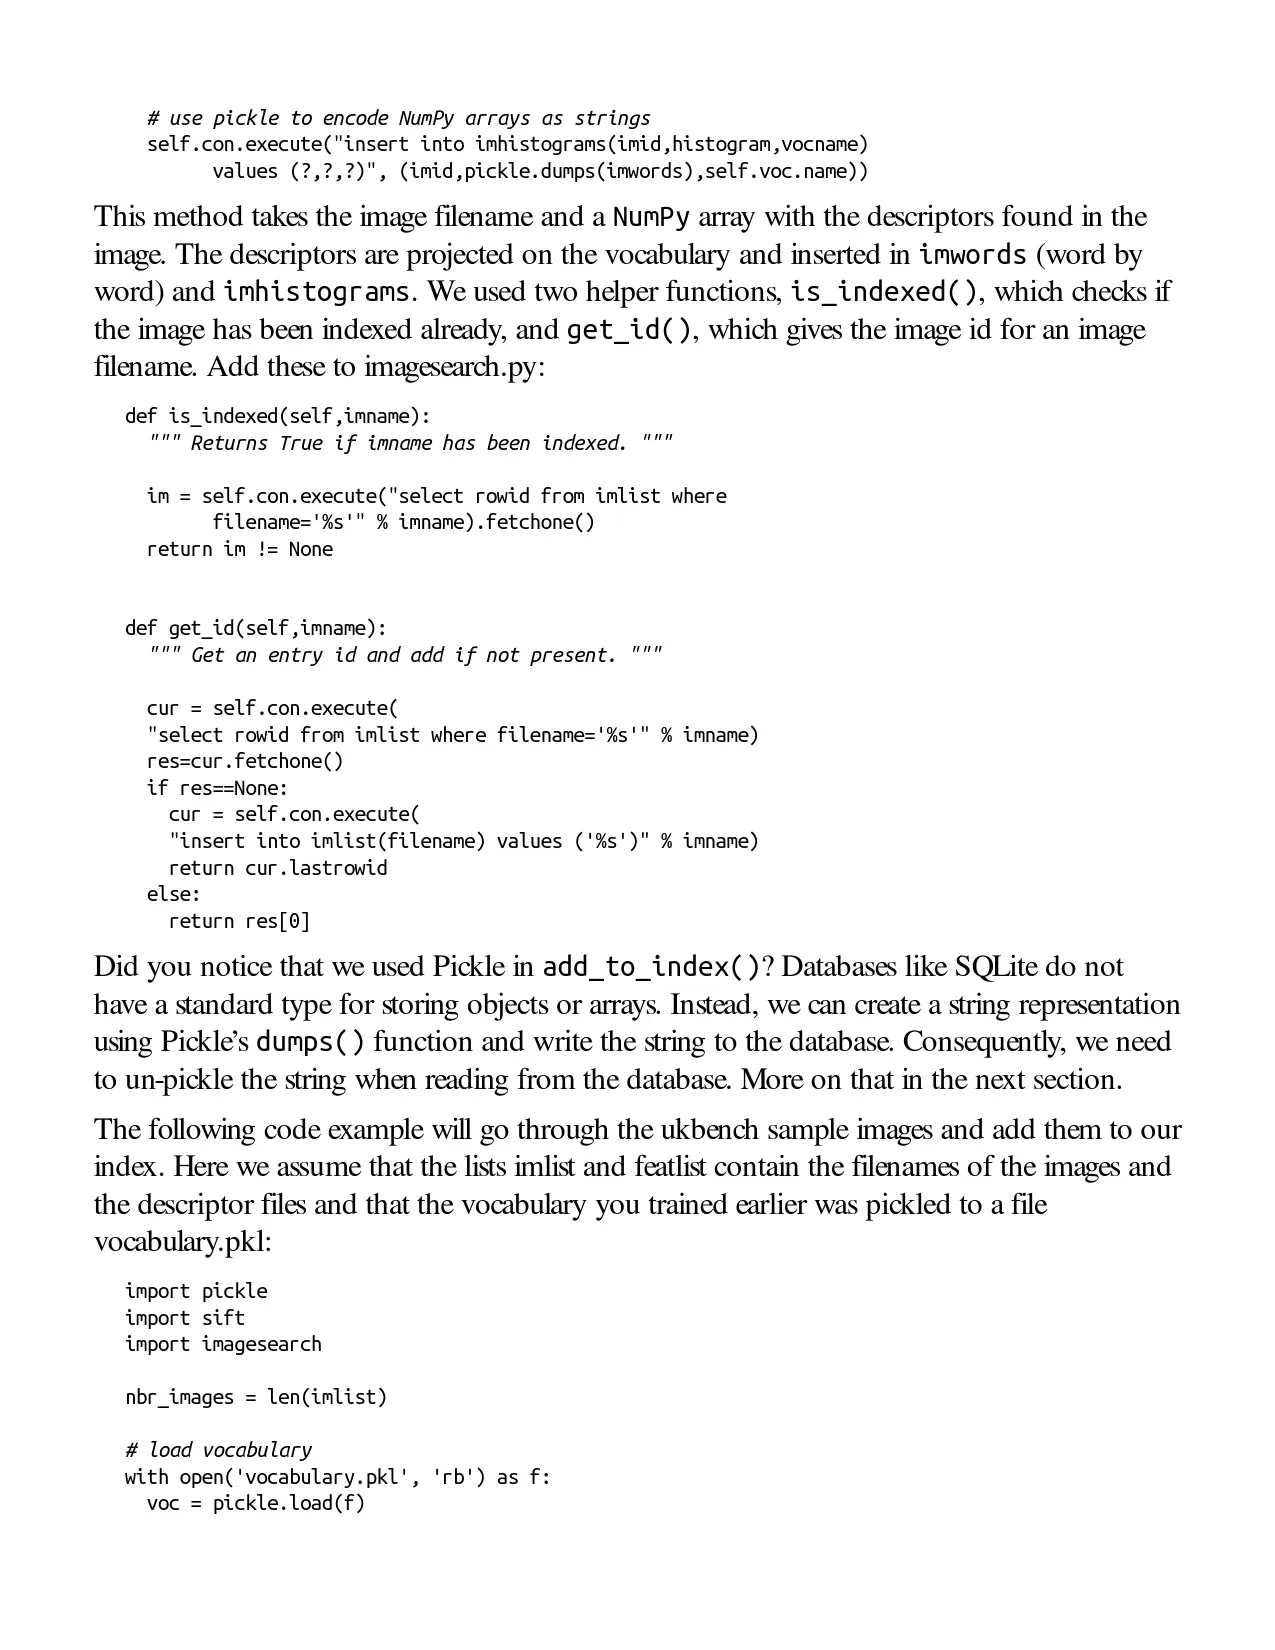 # use pickle to encode NumPy arrays as strings
self.con.execute("insert into imhistograms(imid,histogram,vocname)
values (?,?,?)", (imid,pickle.dumps(imwords),self.voc.name))
This method takes the image filename and a NumPy array with the descriptors found in the
image. The descriptors are projected on the vocabulary and inserted in imwords (word by
word) and imhistograms. We used two helper functions, is_indexed(), which checks if
the image has been indexed already, and get_id(), which gives the image id for an image
filename. Add these to imagesearch.py:
def is_indexed(self,imname):
""" Returns True if imname has been indexed. """
im = self.con.execute("select rowid from imlist where
filename='%s'" % imname).fetchone()
return im != None
def get_id(self,imname):
""" Get an entry id and add if not present. """
cur = self.con.execute(
"select rowid from imlist where filename='%s'" % imname)
res=cur.fetchone()
if res==None:
cur = self.con.execute(
"insert into imlist(filename) values ('%s')" % imname)
return cur.lastrowid
else:
return res[0]
Did you notice that we used Pickle in add_to_index()? Databases like SQLite do not
have a standard type for storing objects or arrays. Instead, we can create a string representation
using Pickle’s dumps() function and write the string to the database. Consequently, we need
to un-pickle the string when reading from the database. More on that in the next section.
The following code example will go through the ukbench sample images and add them to our
index. Here we assume that the lists imlist and featlist contain the filenames of the images and
the descriptor files and that the vocabulary you trained earlier was pickled to a file
vocabulary.pkl:
import pickle
import sift
import imagesearch
nbr_images = len(imlist)
# load vocabulary
with open('vocabulary.pkl', 'rb') as f:
voc = pickle.load(f)